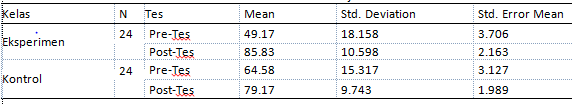 Kelas N Tes Mean Std. Deviation Std. Error Mean
Eksperimen 24 Pre-Tes 49.17 18.158 3.706
Post-Tes 85.83 10.598 2.163
Kontrol 24 Pre-Tes 64.58 15.317 3.127
Post-Tes 79.17 9.743 1.989